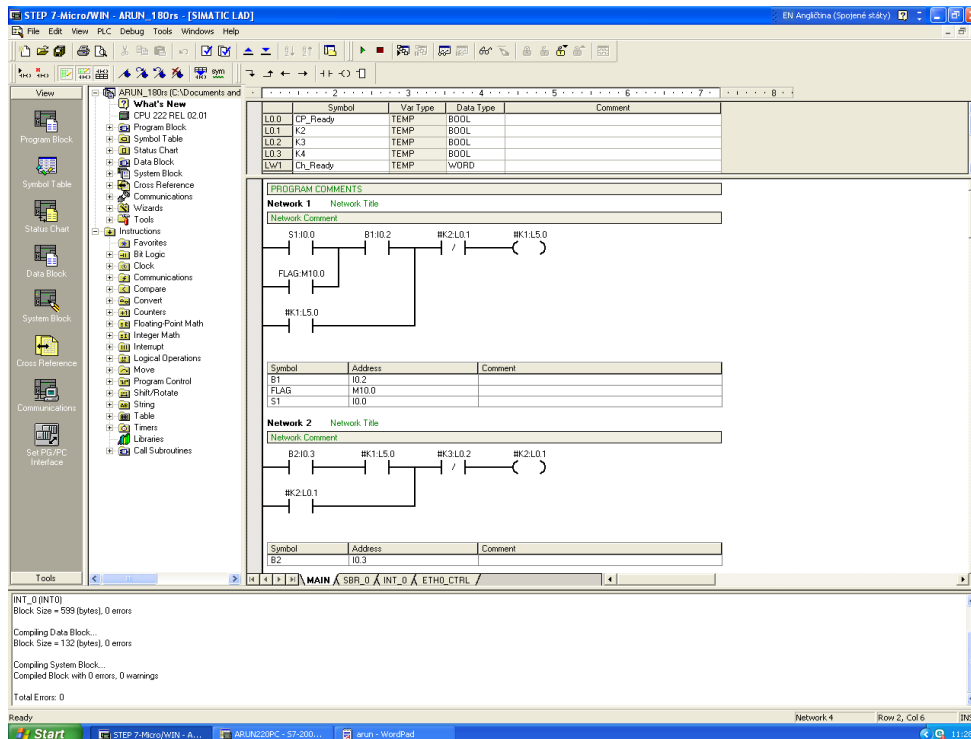 STEP 7-Micro/WIN - ARUN_180rs - [SIMATIC LAD]
EN Angličtina (Spojené státy)
File Edit View PLC Debug Tools Windows Help
sym
View
Program Block
Symbol Table
Status Chart
Data Block
System Block
Cross Reference
Communications
Set PG/PC Interface
Tools
ARUN_180rs (C:\Documents and
What's New
CPU 222 REL 02.01
Program Block
Symbol Table
Status Chart
Data Block
System Block
Cross Reference
Communications
Wizards
Tools
Instructions
Favorites
Bit Logic
Clock
Communications
Compare
Convert
Counters
Floating-Point Math
Integer Math
Interrupt
Logical Operations
Move
Program Control
Shift/Rotate
String
Table
Timers
Libraries
Call Subroutines
2 3 4 5 6 7 8
Symbol Var Type Data Type Comment
L0.0 CP_Ready TEMP BOOL
L0.1 K2 TEMP BOOL
L0.2 K3 TEMP BOOL
L0.3 K4 TEMP BOOL
LW1 Ch_Ready TEMP WORD
PROGRAM COMMENTS
Network 1 Network Title
Network Comment
S1:I0.0 B1:I0.2 #K2:L0.1 #K1:L5.0
/
FLAG:M10.0
#K1:L5.0
Symbol Address Comment
B1 I0.2
FLAG M10.0
S1 I0.0
Network 2 Network Title
Network Comment
B2:I0.3 #K1:L5.0 #K3:L0.2 #K2:L0.1
/
#K2:L0.1
Symbol Address Comment
B2 I0.3
MAIN SBR_0 INT_0 ETH0_CTRL
INT_0 (INT0)
Block Size = 599 (bytes), 0 errors
Compiling Data Block...
Block Size = 132 (bytes), 0 errors
Compiling System Block...
Compiled Block with 0 errors, 0 warnings
Total Errors: 0
Ready
Network 4
Row 2, Col 6
INS
Start
STEP 7-Micro/WIN - A...
ARUN220PC - S7-200...
arun - WordPad